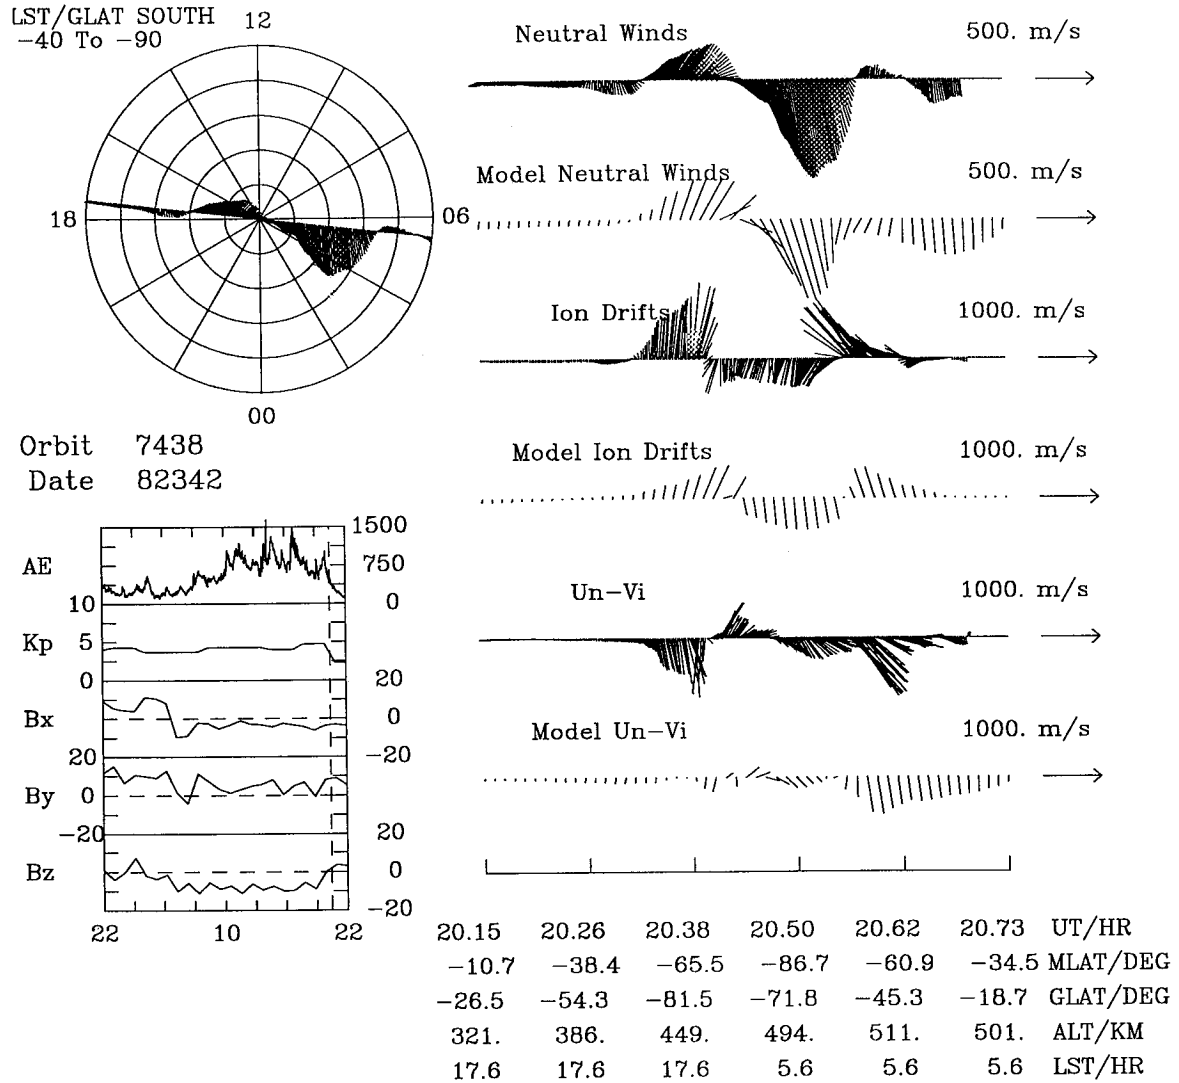 LST/GLAT SOUTH
−40 To −90
12
18
06
00
Orbit 7438
Date 82342
AE
1500
750
0
Kp
10
5
0
Bx
20
0
−20
By
20
0
−20
Bz
20
0
−20
22 10 22
Neutral Winds 500. m/s
Model Neutral Winds 500. m/s
Ion Drifts 1000. m/s
Model Ion Drifts 1000. m/s
Un−Vi 1000. m/s
Model Un−Vi 1000. m/s
20.15 20.26 20.38 20.50 20.62 20.73 UT/HR
−10.7 −38.4 −65.5 −86.7 −60.9 −34.5 MLAT/DEG
−26.5 −54.3 −81.5 −71.8 −45.3 −18.7 GLAT/DEG
321. 386. 449. 494. 511. 501. ALT/KM
17.6 17.6 17.6 5.6 5.6 5.6 LST/HR